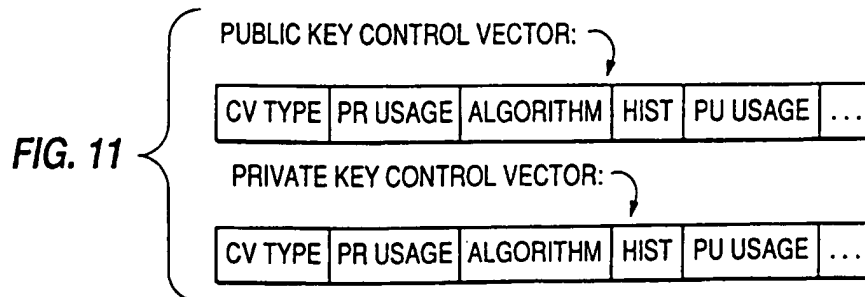 PUBLIC KEY CONTROL VECTOR:
CV TYPE PR USAGE ALGORITHM HIST PU USAGE ...
FIG. 11
PRIVATE KEY CONTROL VECTOR:
CV TYPE PR USAGE ALGORITHM HIST PU USAGE ...